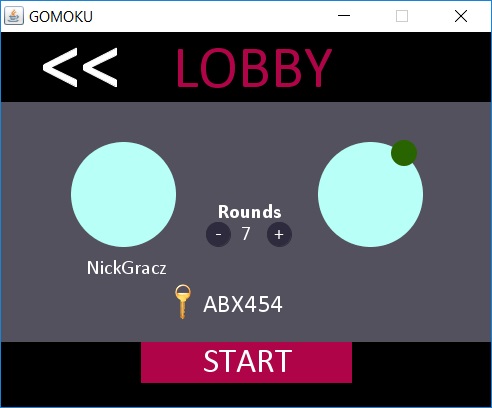 GOMOKU
<< LOBBY
Rounds
- 7 +
NickGracz
ABX454
START